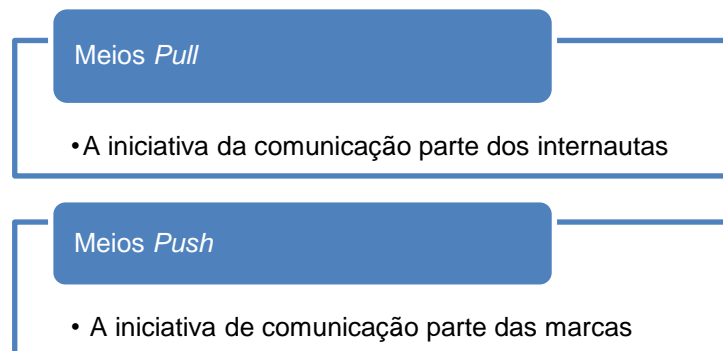 Meios Pull
•A iniciativa da comunicação parte dos internautas
Meios Push
• A iniciativa de comunicação parte das marcas